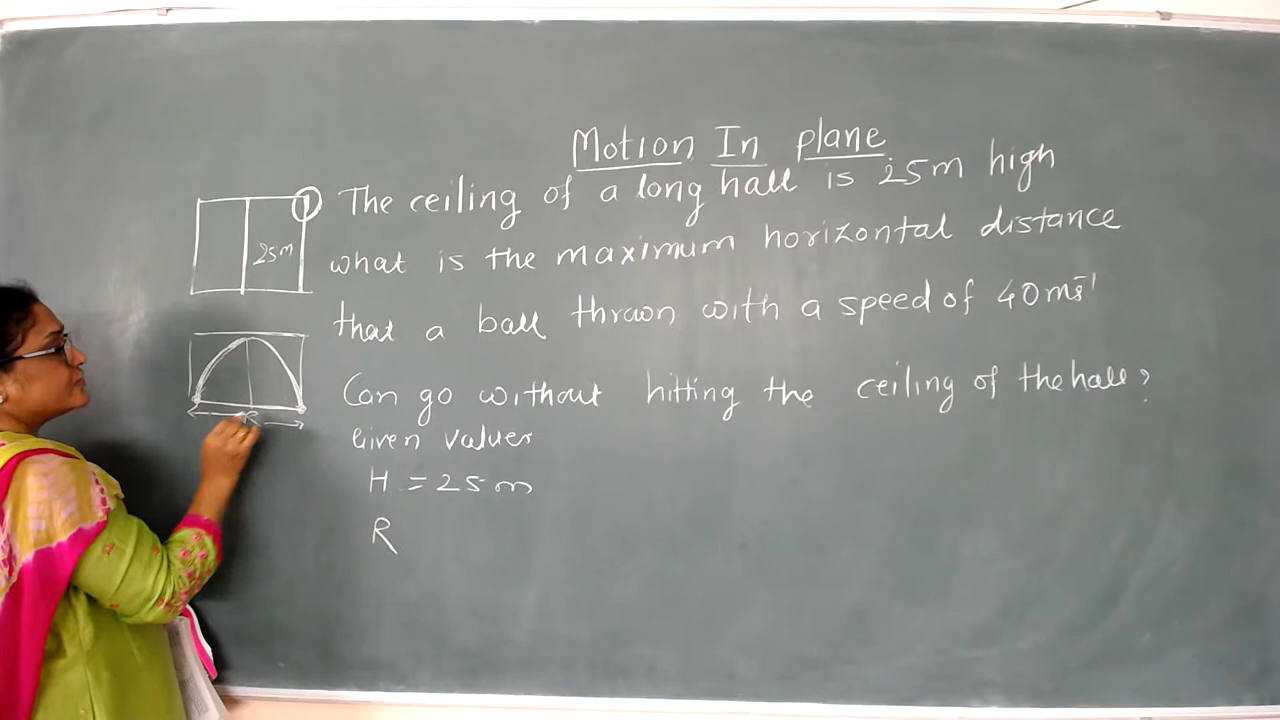 Motion In plane
The ceiling of a long hall is 25m high
25m
what is the maximum horizontal distance
that a ball thrown with a speed of 40ms⁻¹
Can go without hitting the ceiling of the hall?
R
Given values
H = 25 m
R